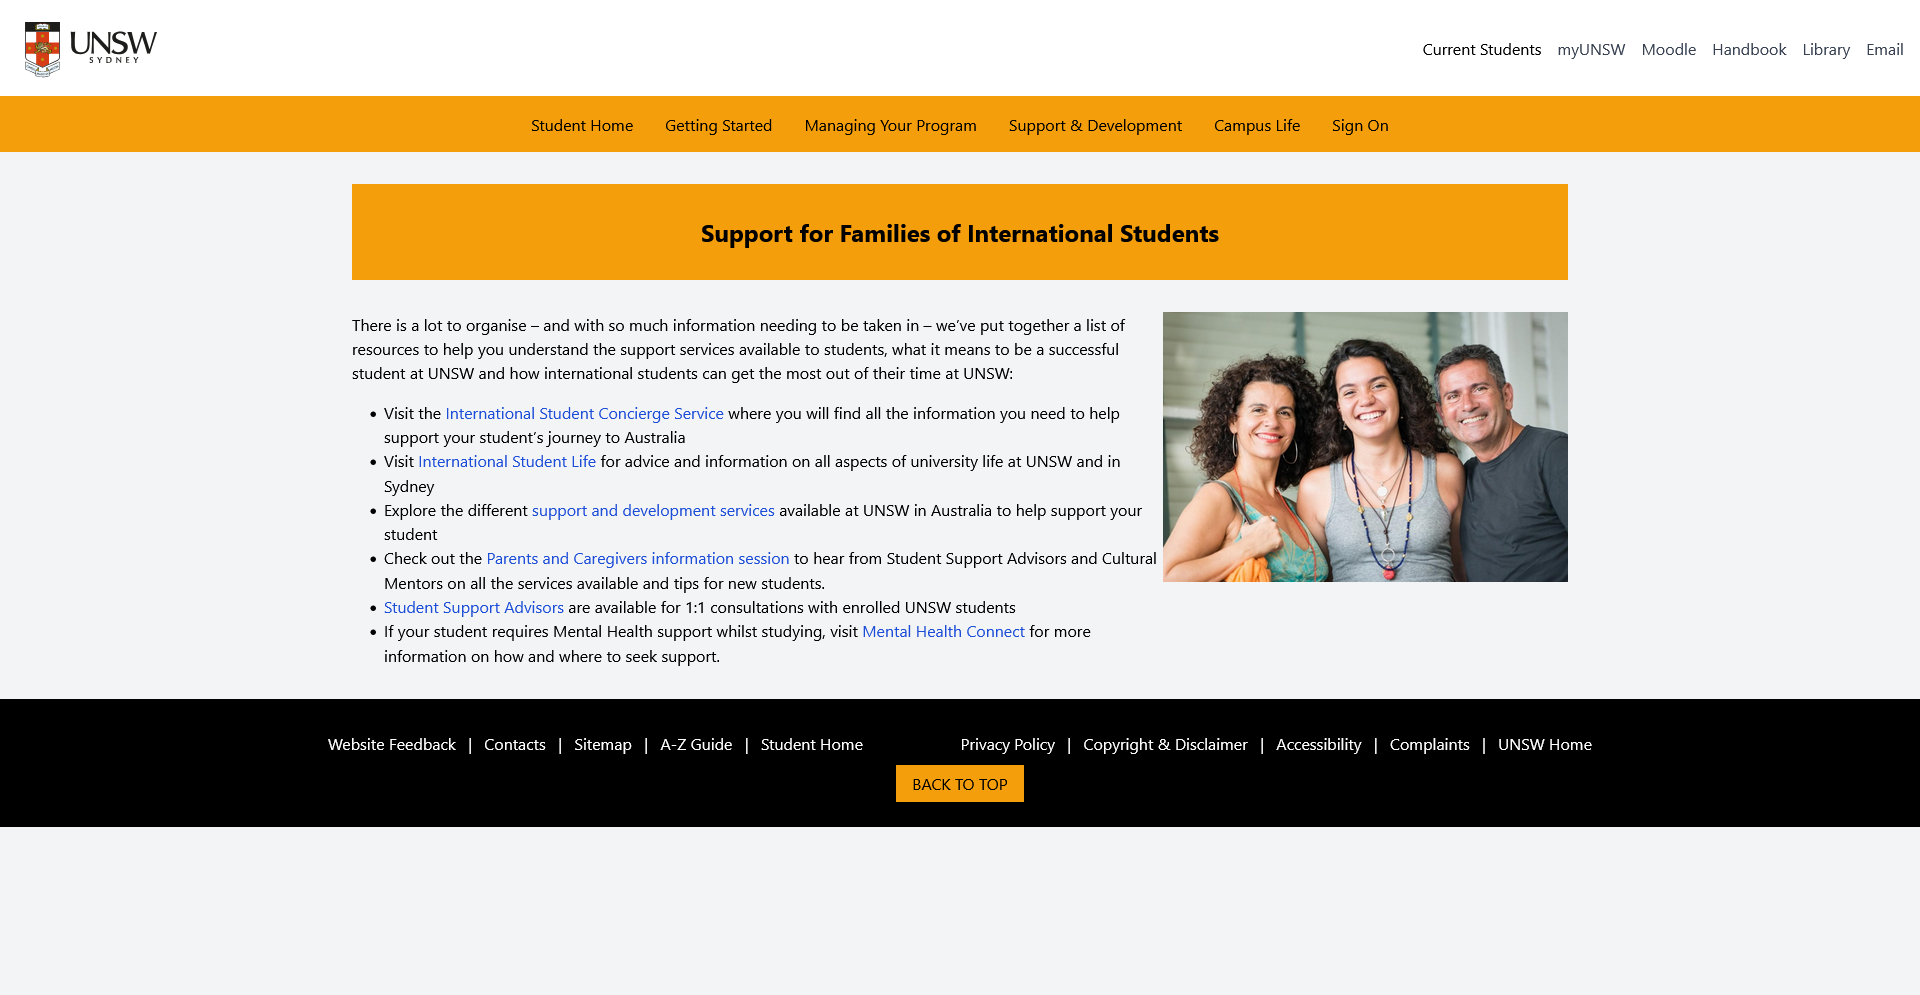 UNSW
SYDNEY
Current Students myUNSW Moodle Handbook Library Email
Student Home Getting Started Managing Your Program Support & Development Campus Life Sign On
Support for Families of International Students
There is a lot to organise – and with so much information needing to be taken in – we’ve put together a list of
resources to help you understand the support services available to students, what it means to be a successful
student at UNSW and how international students can get the most out of their time at UNSW:
• Visit the International Student Concierge Service where you will find all the information you need to help
support your student’s journey to Australia
• Visit International Student Life for advice and information on all aspects of university life at UNSW and in
Sydney
• Explore the different support and development services available at UNSW in Australia to help support your
student
• Check out the Parents and Caregivers information session to hear from Student Support Advisors and Cultural
Mentors on all the services available and tips for new students.
• Student Support Advisors are available for 1:1 consultations with enrolled UNSW students
• If your student requires Mental Health support whilst studying, visit Mental Health Connect for more
information on how and where to seek support.
Website Feedback | Contacts | Sitemap | A-Z Guide | Student Home Privacy Policy | Copyright & Disclaimer | Accessibility | Complaints | UNSW Home
BACK TO TOP